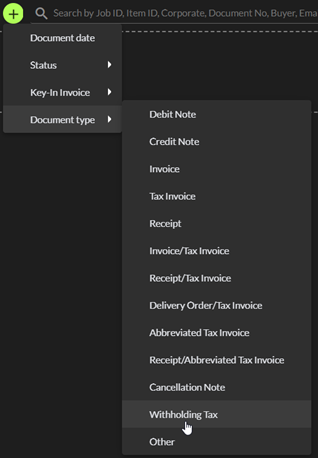 Search by Job ID, Item ID, Corporate, Document No, Buyer, Ema
Document date
Status
Key-In Invoice
Document type
Debit Note
Credit Note
Invoice
Tax Invoice
Receipt
Invoice/Tax Invoice
Receipt/Tax Invoice
Delivery Order/Tax Invoice
Abbreviated Tax Invoice
Receipt/Abbreviated Tax Invoice
Cancellation Note
Withholding Tax
Other